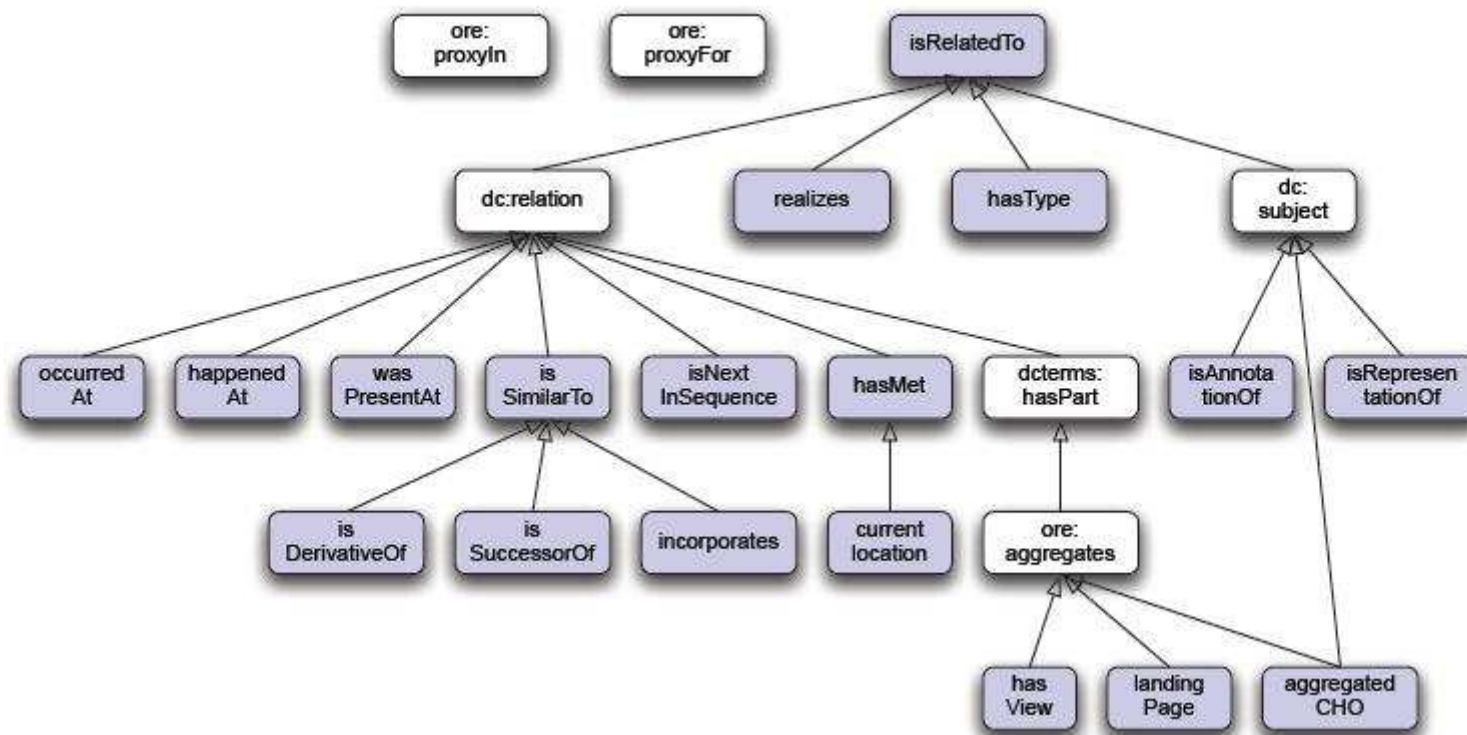 ore:
proxyIn
ore:
proxyFor
isRelatedTo
dc:relation
realizes
hasType
dc:
subject
occurred
At
happened
At
was
PresentAt
is
SimilarTo
isNext
InSequence
hasMet
dcterms:
hasPart
isAnnota
tionOf
isRepresen
tationOf
is
DerivativeOf
is
SuccessorOf
incorporates
current
location
ore:
aggregates
has
View
landing
Page
aggregated
CHO